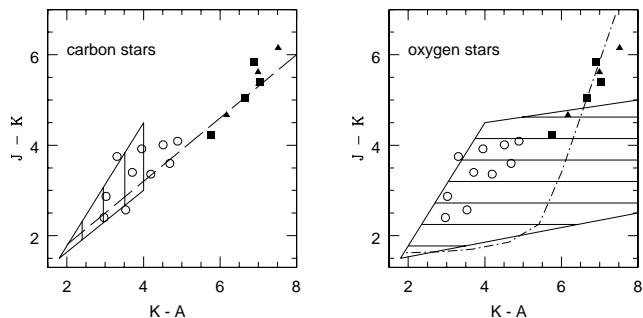 carbon stars
6
4
2
J – K
2 4 6 8
K - A
oxygen stars
6
4
2
J – K
2 4 6 8
K - A